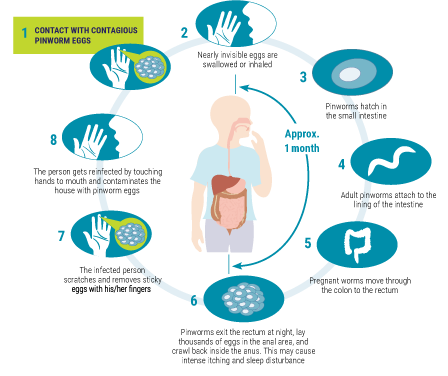 1 CONTACT WITH CONTAGIOUS
PINWORM EGGS
2
Nearly invisible eggs are
swallowed or inhaled
3
Pinworms hatch in
the small intestine
Approx.
1 month
4
Adult pinworms attach to the
lining of the intestine
5
Pregnant worms move through
the colon to the rectum
6
Pinworms exit the rectum at night, lay
thousands of eggs in the anal area, and
crawl back inside the anus. This may cause
intense itching and sleep disturbance
7
The infected person
scratches and removes sticky
eggs with his/her fingers
8
The person gets reinfected by touching
hands to mouth and contaminates the
house with pinworm eggs